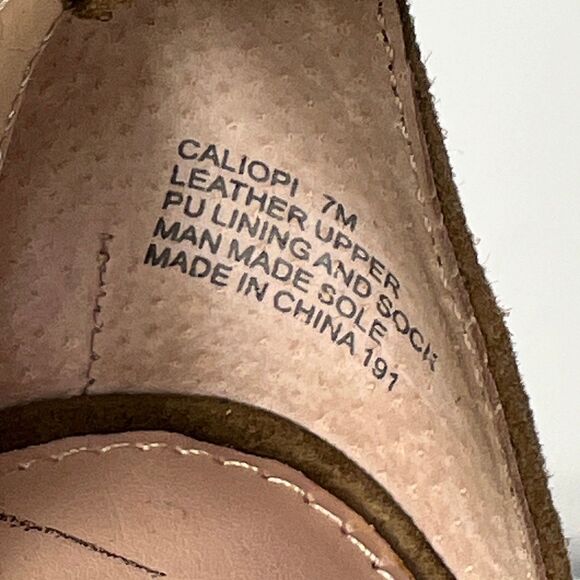 CALIOPI 7M
LEATHER UPPER
PU LINING AND SOCK
MAN MADE SOLE
MADE IN CHINA 191